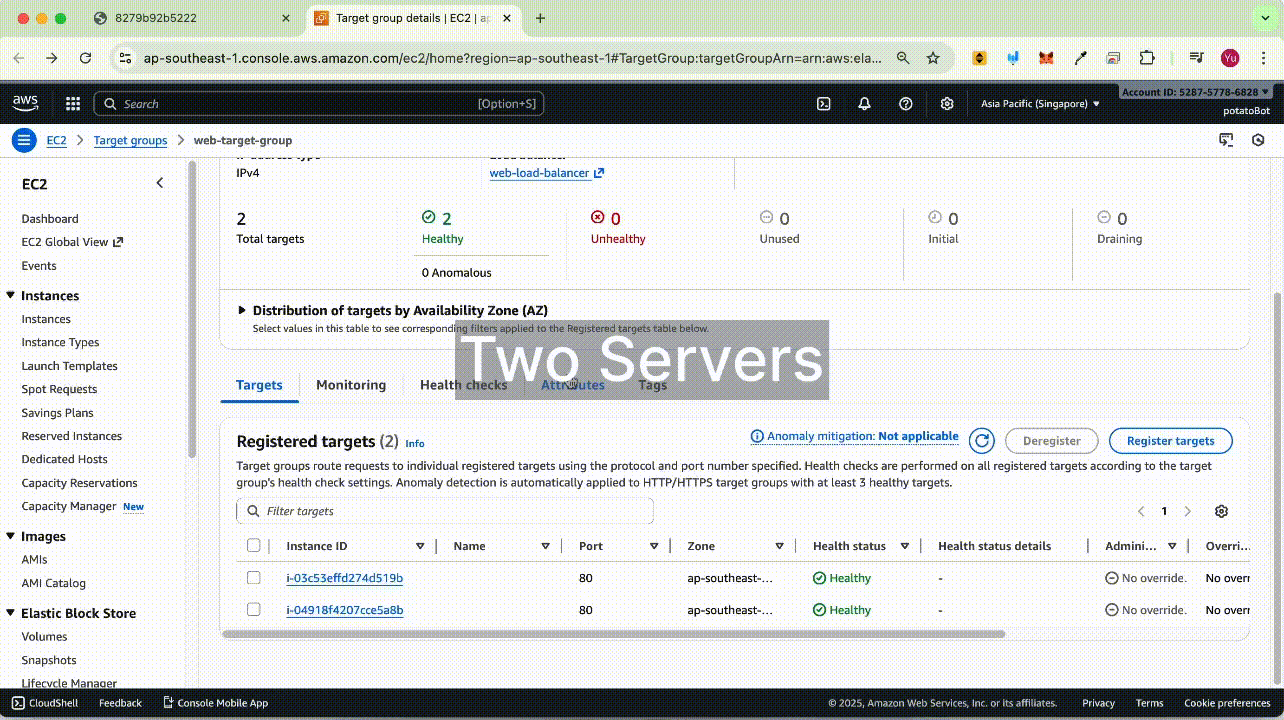 8279b92b5222
Target group details | EC2 | ap
ap-southeast-1.console.aws.amazon.com/ec2/home?region=ap-southeast-1#TargetGroup:targetGroupArn=arn:aws:ela...
Yu
aws
Search
[Option+S]
Asia Pacific (Singapore)
Account ID: 5287-5778-6828
potatoBot
EC2
Target groups
web-target-group
EC2
Dashboard
EC2 Global View
Events
Instances
Instances
Instance Types
Launch Templates
Spot Requests
Savings Plans
Reserved Instances
Dedicated Hosts
Capacity Reservations
Capacity Manager New
Images
AMIs
AMI Catalog
Elastic Block Store
Volumes
Snapshots
Lifecycle Manager
IP address type
IPv4
Load balancer
web-load-balancer
2
Total targets
2
Healthy
0 Anomalous
0
Unhealthy
0
Unused
0
Initial
0
Draining
Distribution of targets by Availability Zone (AZ)
Select values in this table to see corresponding filters applied to the Registered targets table below.
Two Servers
Targets
Monitoring
Health checks
Attributes
Tags
Registered targets (2) Info
Anomaly mitigation: Not applicable
Deregister
Register targets
Target groups route requests to individual registered targets using the protocol and port number specified. Health checks are performed on all registered targets according to the target
group's health check settings. Anomaly detection is automatically applied to HTTP/HTTPS target groups with at least 3 healthy targets.
Filter targets
1
Instance ID Name Port Zone Health status Health status details Admini... Overri...
i-03c53effd274d519b 80 ap-southeast-... Healthy - No override. No overr
i-04918f4207cce5a8b 80 ap-southeast-... Healthy - No override. No overr
CloudShell Feedback Console Mobile App
© 2025, Amazon Web Services, Inc. or its affiliates. Privacy Terms Cookie preferences